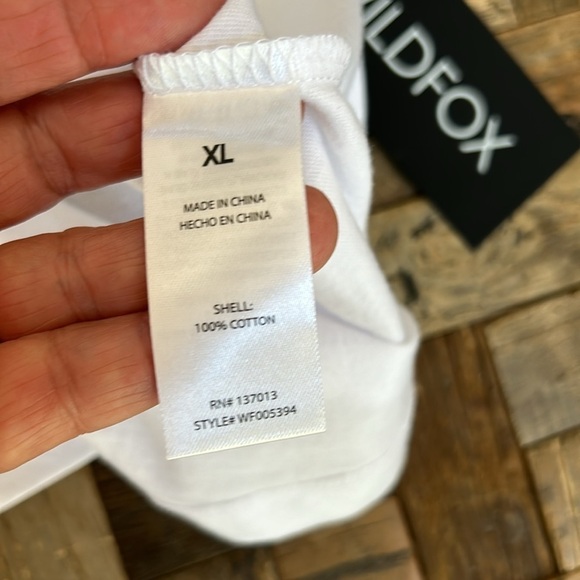 XL
MADE IN CHINA
HECHO EN CHINA
SHELL:
100% COTTON
RN# 137013
STYLE# WF005394
ILDFOX